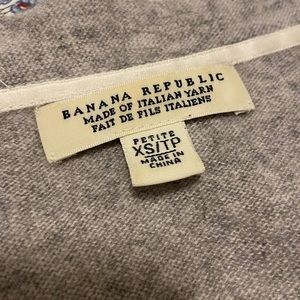 BANANA REPUBLIC
MADE OF ITALIAN YARN
FAIT DE FILS ITALIENS
PETITE
XS/TP
MADE IN
CHINA